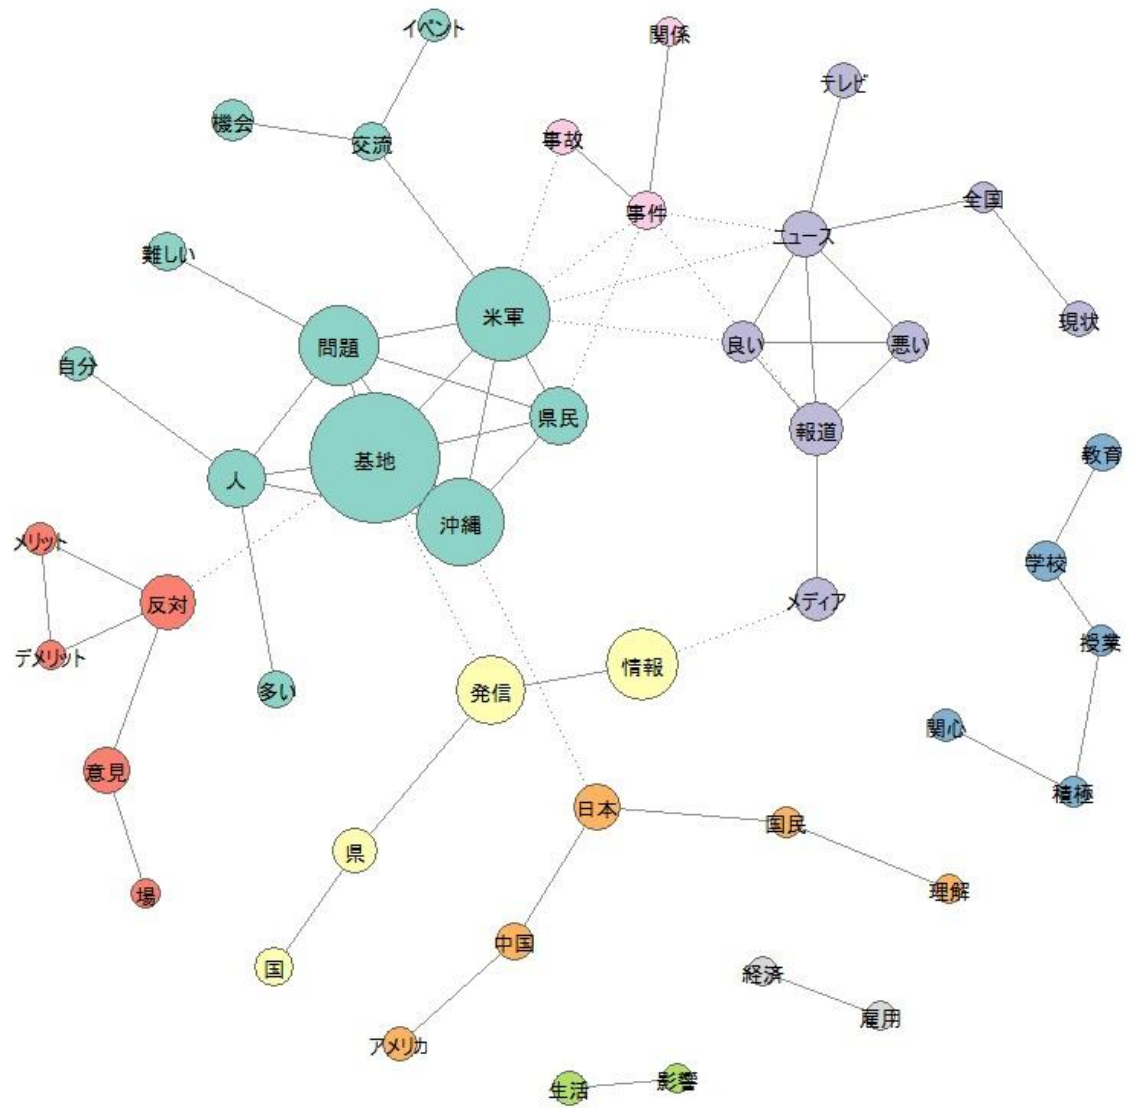 イベント
関係
テレビ
機会
交流
事故
全国
事件
ニュース
難しい
米軍
現状
問題
良い
悪い
自分
県民
報道
基地
教育
人
沖縄
メリット
学校
反対
メディア
デメリット
授業
情報
多い
発信
関心
意見
積極
日本
国民
県
場
理解
中国
国
経済
雇用
アメリカ
影響
生活